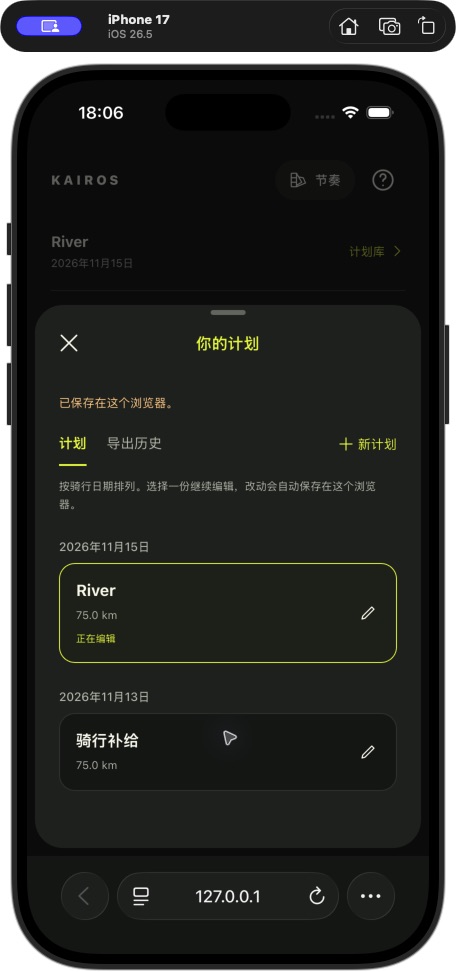 iPhone 17
iOS 26.5
18:06
KAIROS
节奏
River
2026年11月15日
计划库
你的计划
已保存在这个浏览器。
计划
导出历史
新计划
按骑行日期排列。选择一份继续编辑，改动会自动保存在这个浏览
器。
2026年11月15日
River
75.0 km
正在编辑
2026年11月13日
骑行补给
75.0 km
127.0.0.1